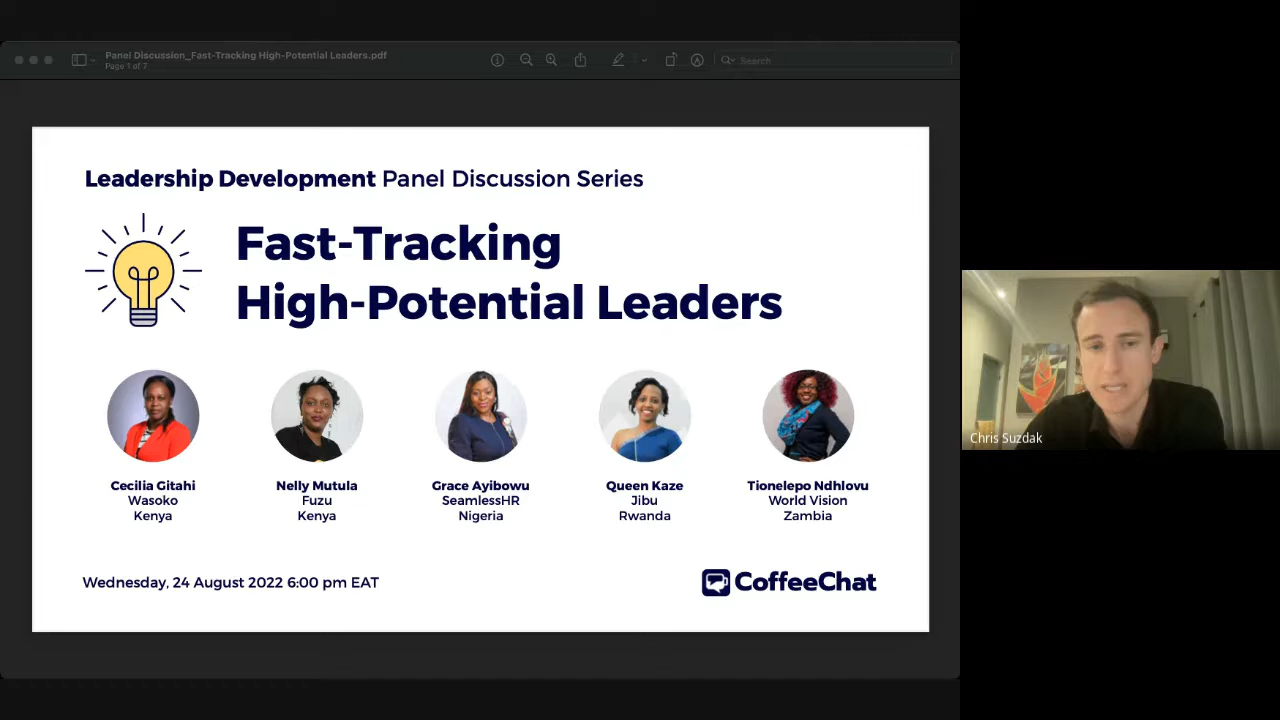 Panel Discussion_Fast-Tracking High-Potential Leaders.pdf
Page 1 of 7
Search
Leadership Development Panel Discussion Series
Fast-Tracking
High-Potential Leaders
Cecilia Gitahi
Wasoko
Kenya
Nelly Mutula
Fuzu
Kenya
Grace Ayibowu
SeamlessHR
Nigeria
Queen Kaze
Jibu
Rwanda
Tionelepo Ndhlovu
World Vision
Zambia
Wednesday, 24 August 2022 6:00 pm EAT
CoffeeChat
Chris Suzdak